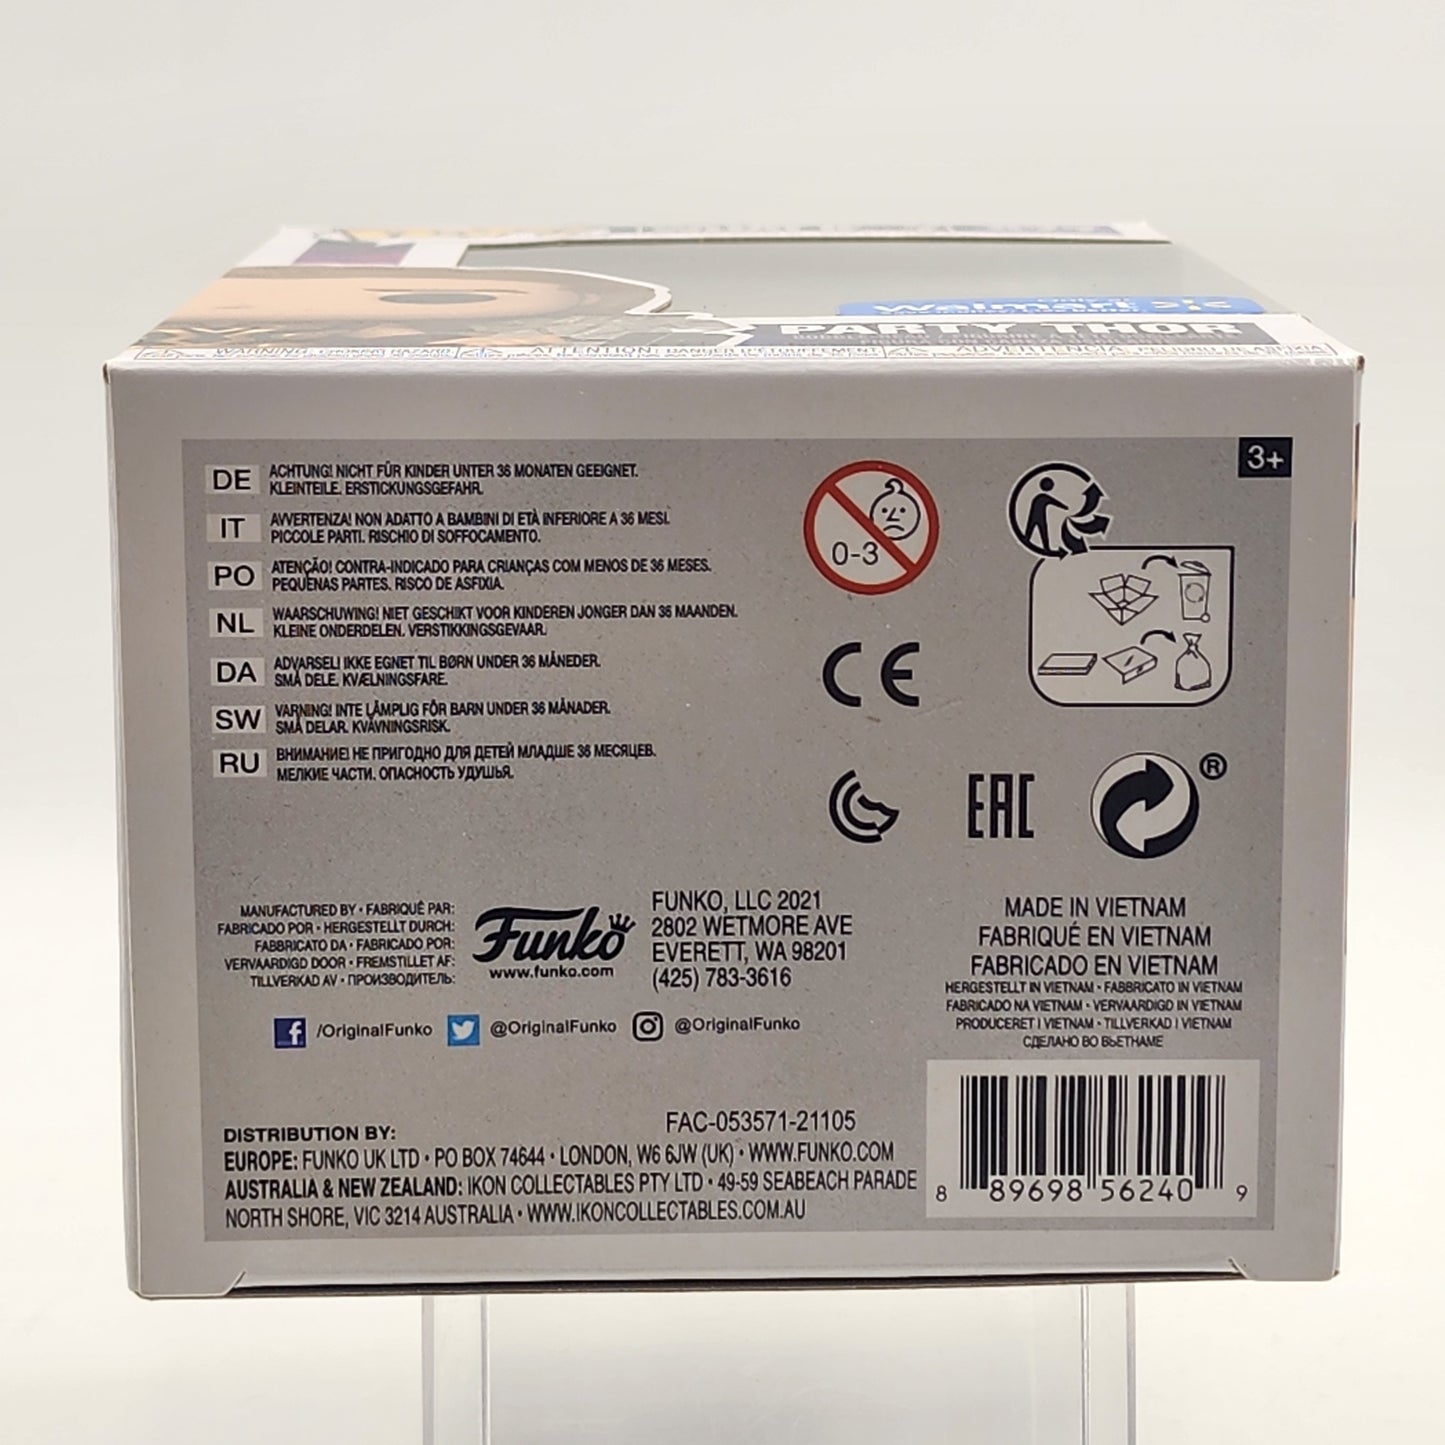 Only at
Walmart
PARTY THOR
3+
DE ACHTUNG! NICHT FÜR KINDER UNTER 36 MONATEN GEEIGNET.
KLEINTEILE. ERSTICKUNGSGEFAHR.
IT AVVERTENZA! NON ADATTO A BAMBINI DI ETÀ INFERIORE A 36 MESI.
PICCOLE PARTI. RISCHIO DI SOFFOCAMENTO.
PO ATENÇÃO! CONTRA-INDICADO PARA CRIANÇAS COM MENOS DE 36 MESES.
PEQUENAS PARTES. RISCO DE ASFIXIA.
NL WAARSCHUWING! NIET GESCHIKT VOOR KINDEREN JONGER DAN 36 MAANDEN.
KLEINE ONDERDELEN. VERSTIKKINGSGEVAAR.
DA ADVARSEL! IKKE EGNET TIL BØRN UNDER 36 MÅNEDER.
SMÅ DELE. KVÆLNINGSFARE.
SW VARNING! INTE LÄMPLIG FÖR BARN UNDER 36 MÅNADER.
SMÅ DELAR. KVÄVNINGSRISK.
RU ВНИМАНИЕ! НЕ ПРИГОДНО ДЛЯ ДЕТЕЙ МЛАДШЕ 36 МЕСЯЦЕВ.
МЕЛКИЕ ЧАСТИ. ОПАСНОСТЬ УДУШЬЯ.
0-3
CE
EAC
®
MANUFACTURED BY • FABRIQUÉ PAR:
FABRICADO POR • HERGESTELLT DURCH:
FABBRICATO DA • FABRICADO POR:
VERVAARDIGD DOOR • FREMSTILLET AF:
TILLVERKAD AV • ПРОИЗВОДИТЕЛЬ:
Funko
www.funko.com
FUNKO, LLC 2021
2802 WETMORE AVE
EVERETT, WA 98201
(425) 783-3616
MADE IN VIETNAM
FABRIQUÉ EN VIETNAM
FABRICADO EN VIETNAM
HERGESTELLT IN VIETNAM • FABBRICATO IN VIETNAM
FABRICADO NA VIETNAM • VERVAARDIGD IN VIETNAM
PRODUCERET I VIETNAM • TILLVERKAD I VIETNAM
СДЕЛАНО ВО ВЬЕТНАМЕ
/OriginalFunko @OriginalFunko @OriginalFunko
FAC-053571-21105
DISTRIBUTION BY:
EUROPE: FUNKO UK LTD • PO BOX 74644 • LONDON, W6 6JW (UK) • WWW.FUNKO.COM
AUSTRALIA & NEW ZEALAND: IKON COLLECTABLES PTY LTD • 49-59 SEABEACH PARADE
NORTH SHORE, VIC 3214 AUSTRALIA • WWW.IKONCOLLECTABLES.COM.AU
8 89698 56240 9